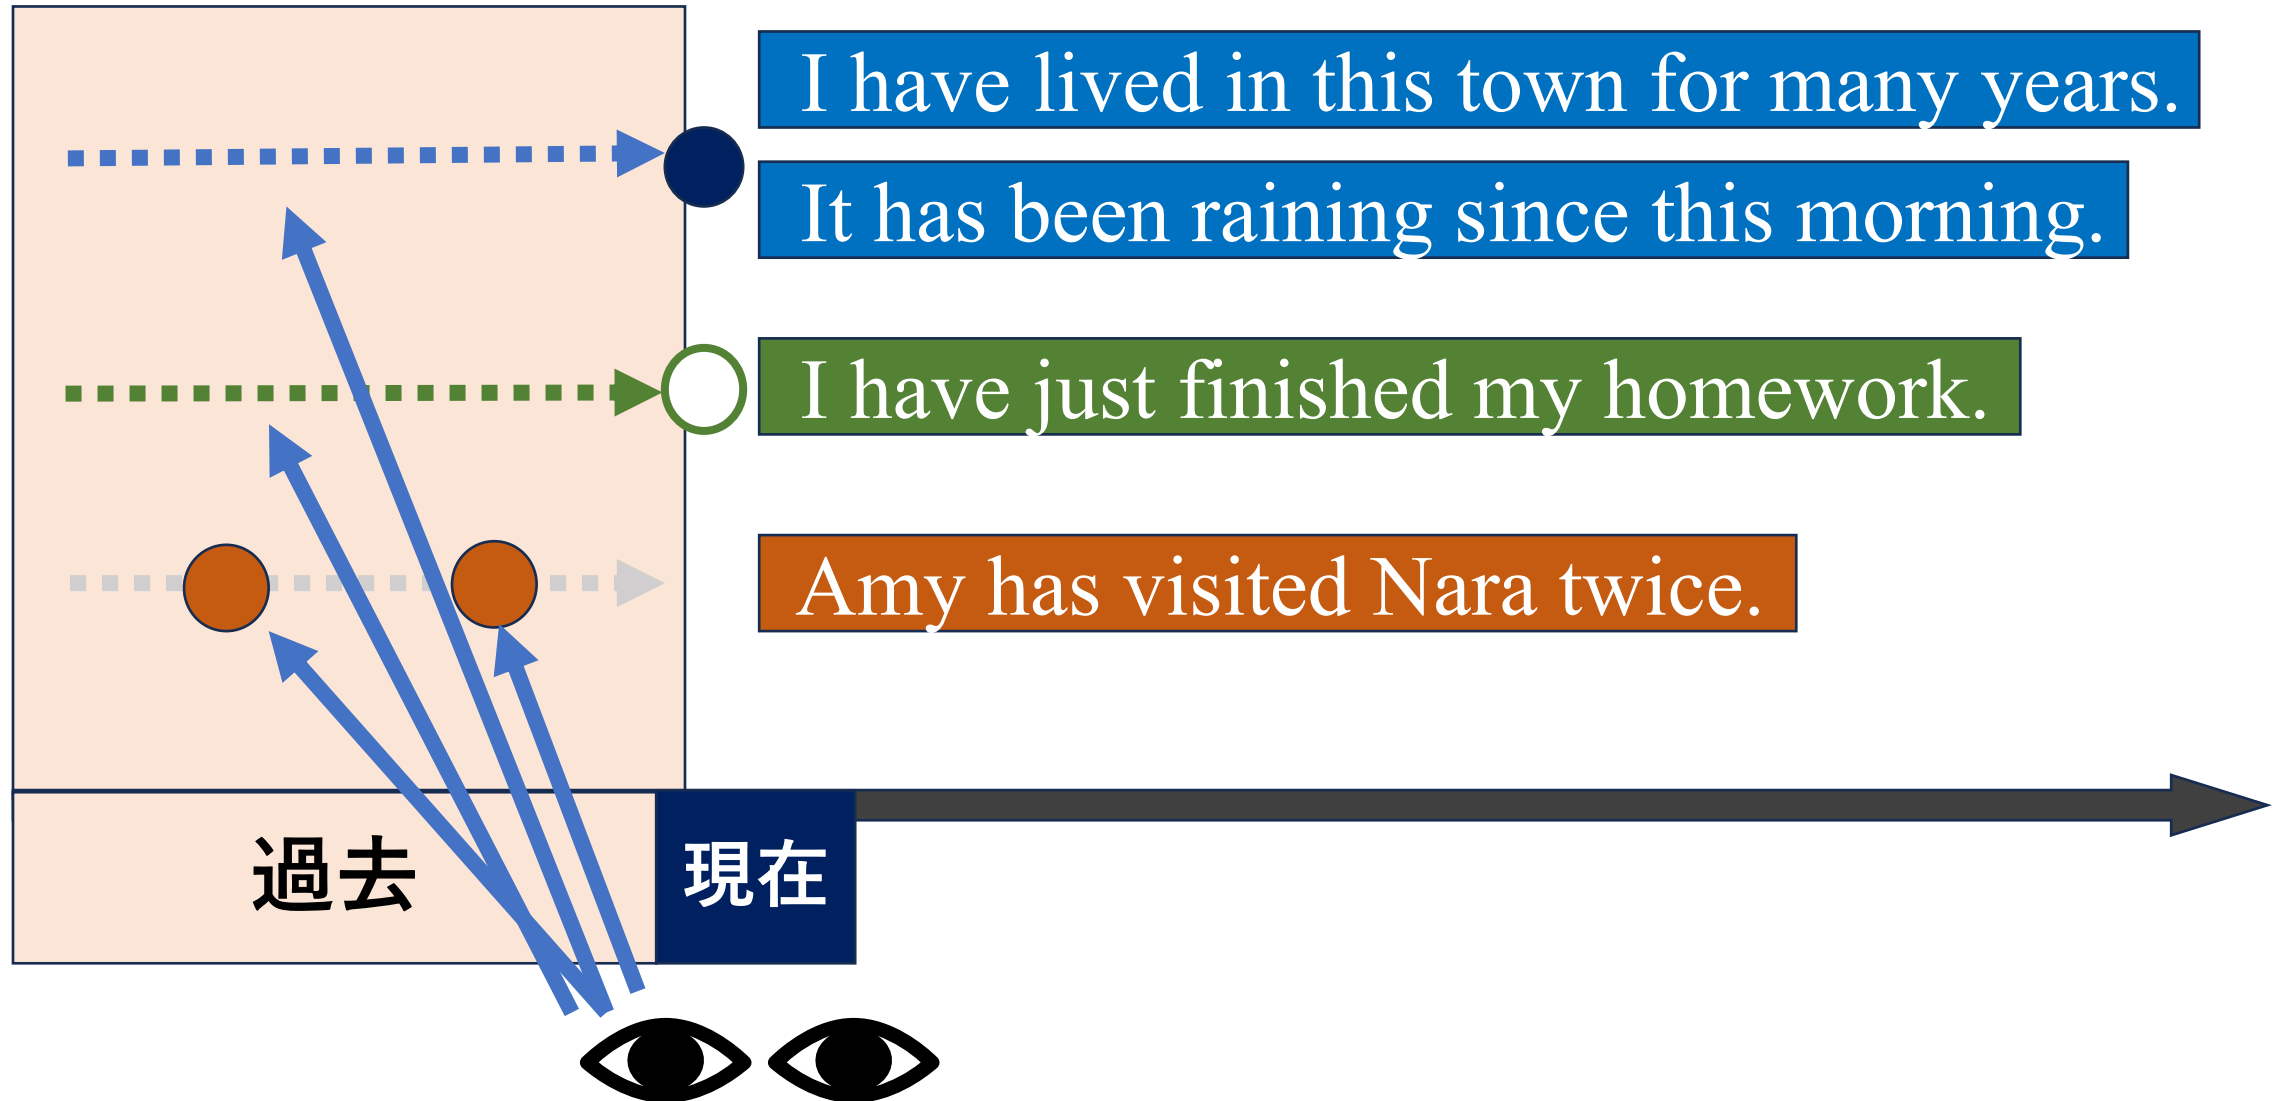 I have lived in this town for many years.
It has been raining since this morning.
I have just finished my homework.
Amy has visited Nara twice.
過去
現在